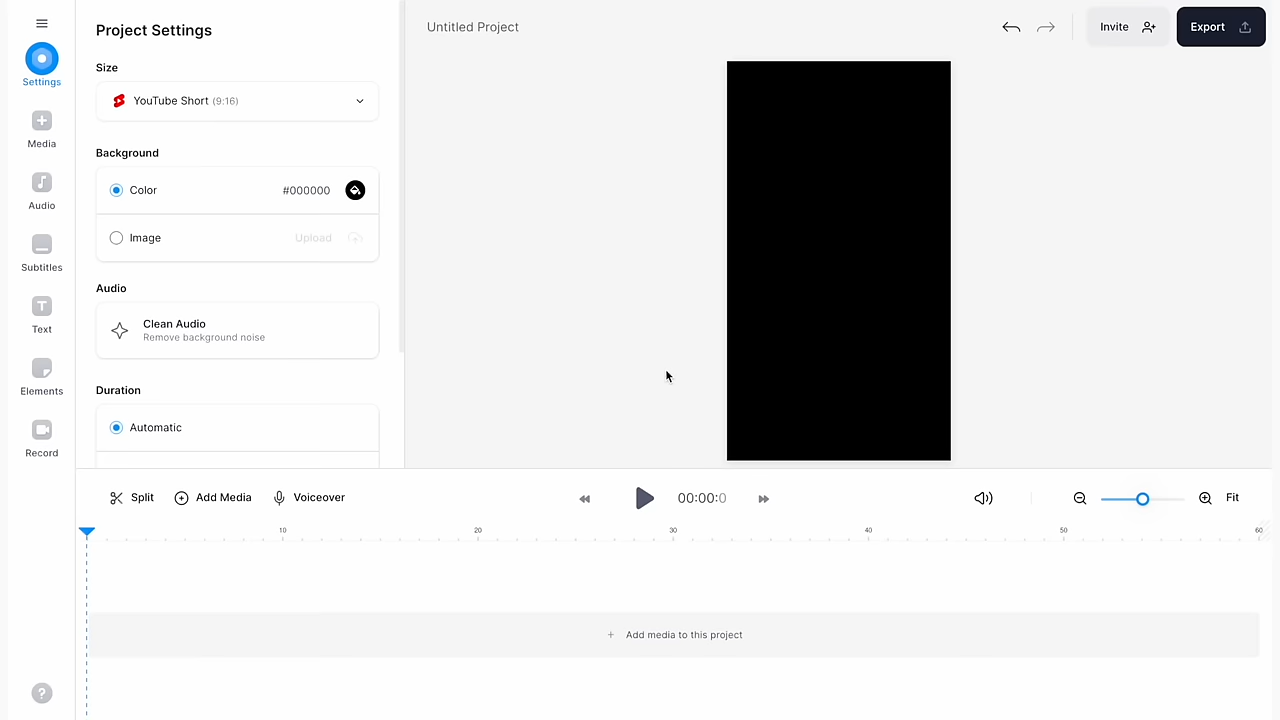 Project Settings
Untitled Project
Invite
Export
Settings
Size
YouTube Short (9:16)
Media
Background
Color #000000
Audio
Image Upload
Subtitles
Audio
Clean Audio
Remove background noise
Text
Elements
Duration
Automatic
Record
Split
Add Media
Voiceover
00:00:0
Fit
10 20 30 40 50 60
+ Add media to this project
?